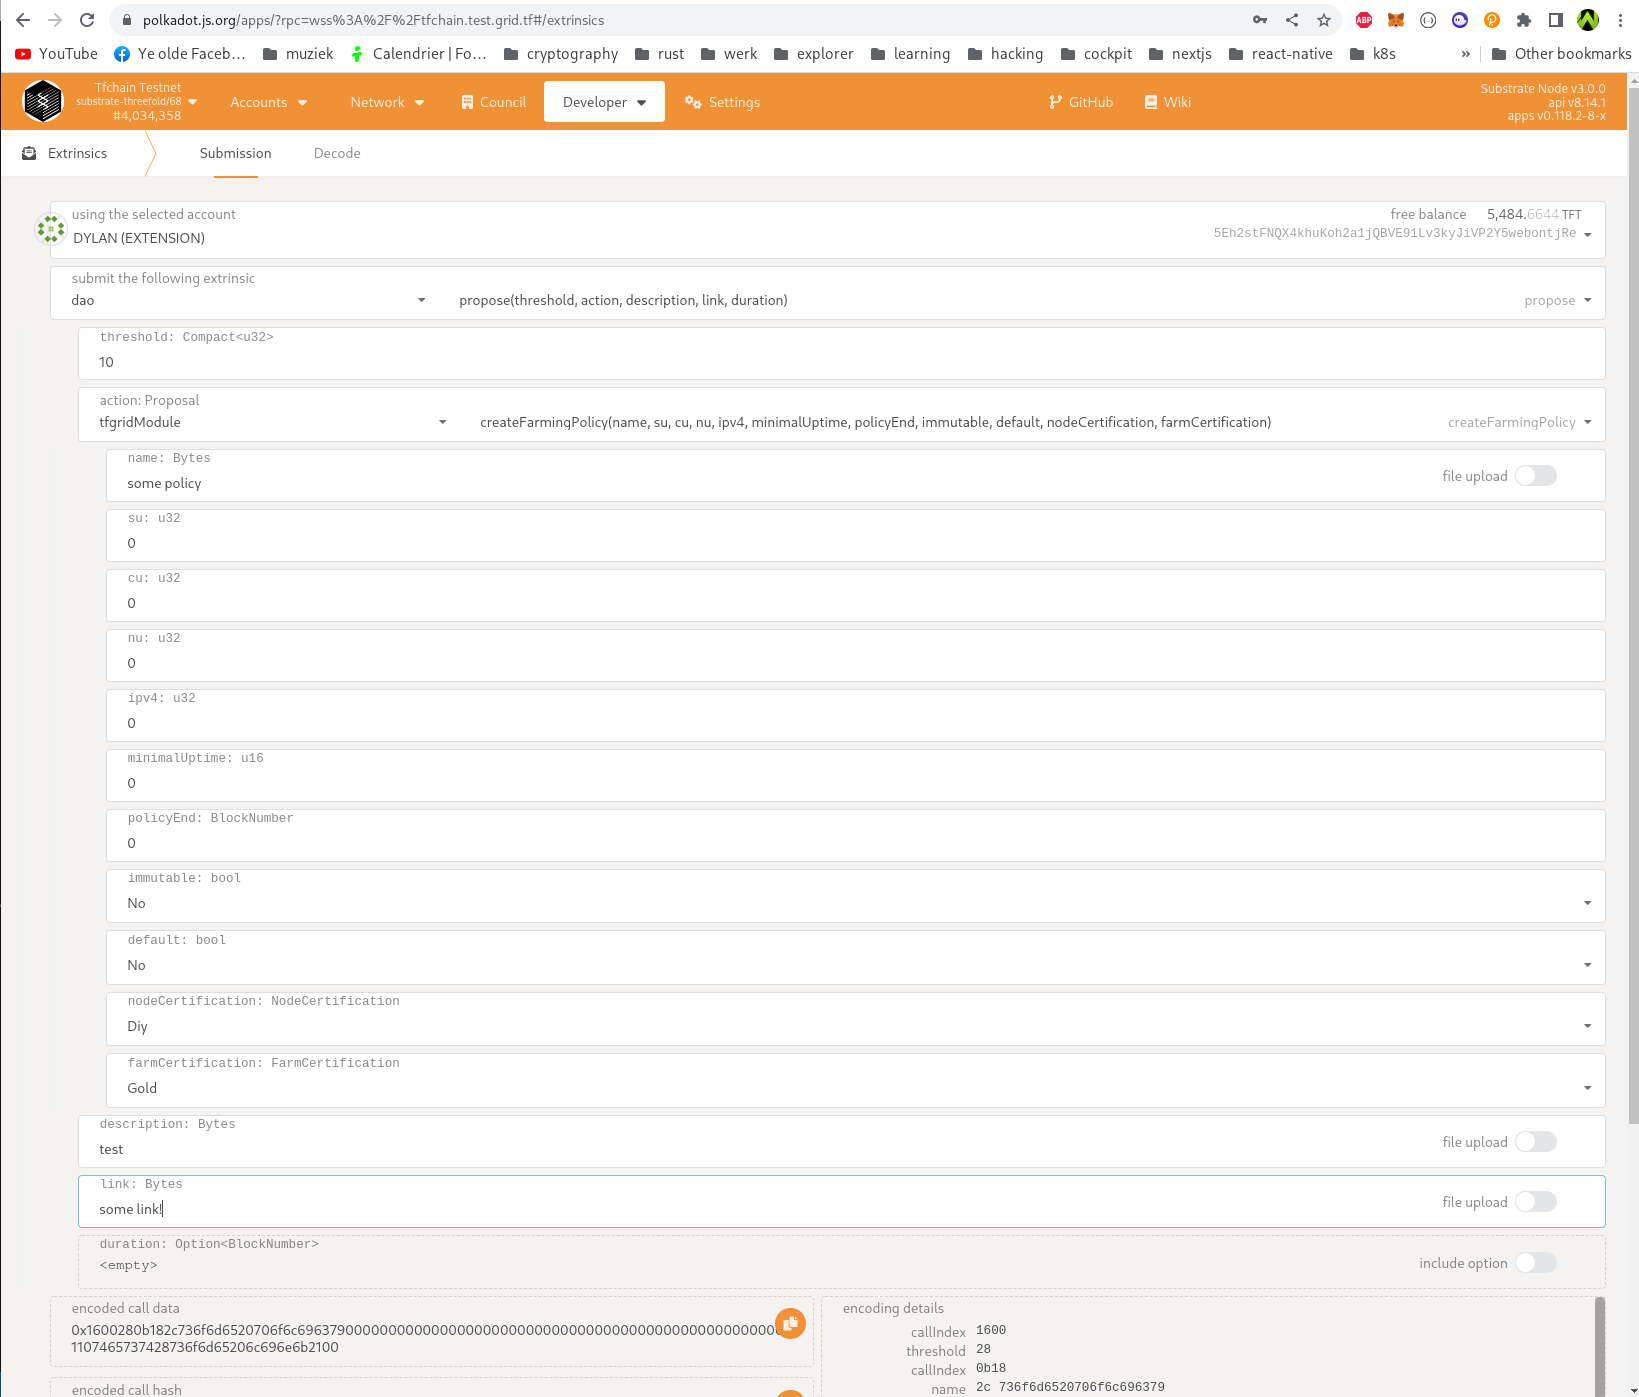 polkadot.js.org/apps/?rpc=wss%3A%2F%2Ftfchain.test.grid.tf#/extrinsics
ABP
YouTube Ye olde Faceb... muziek Calendrier | Fo... cryptography rust werk explorer learning hacking cockpit nextjs react-native k8s » Other bookmarks
Tfchain Testnet
substrate-threefold/68
#4,034,358
Accounts Network Council Developer Settings GitHub Wiki
Substrate Node v3.0.0
api v8.14.1
apps v0.118.2-8-x
Extrinsics Submission Decode
using the selected account
DYLAN (EXTENSION)
free balance 5,484.6644 TFT
5Eh2stFNQX4khuKoh2a1jQBVE91Lv3kyJiVP2Y5webontjRe
submit the following extrinsic
dao propose(threshold, action, description, link, duration) propose
threshold: Compact<u32>
10
action: Proposal
tfgridModule createFarmingPolicy(name, su, cu, nu, ipv4, minimalUptime, policyEnd, immutable, default, nodeCertification, farmCertification) createFarmingPolicy
name: Bytes
some policy file upload
su: u32
0
cu: u32
0
nu: u32
0
ipv4: u32
0
minimalUptime: u16
0
policyEnd: BlockNumber
0
immutable: bool
No
default: bool
No
nodeCertification: NodeCertification
Diy
farmCertification: FarmCertification
Gold
description: Bytes
test file upload
link: Bytes
some link! file upload
duration: Option<BlockNumber>
<empty> include option
encoded call data
1107465737428736f6d65206c696e6b2100
encoded call hash
encoding details
callIndex 1600
threshold 28
callIndex 0b18
name 2c 736f6d6520706f6c696379